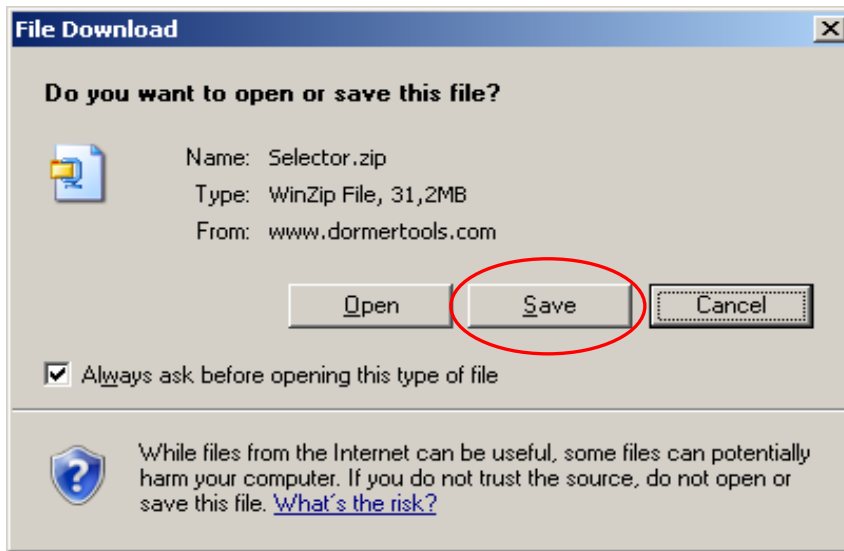 File Download
Do you want to open or save this file?
Name: Selector.zip
Type: WinZip File, 31,2MB
From: www.dormertools.com
Open Save Cancel
Always ask before opening this type of file
While files from the Internet can be useful, some files can potentially
harm your computer. If you do not trust the source, do not open or
save this file. What´s the risk?